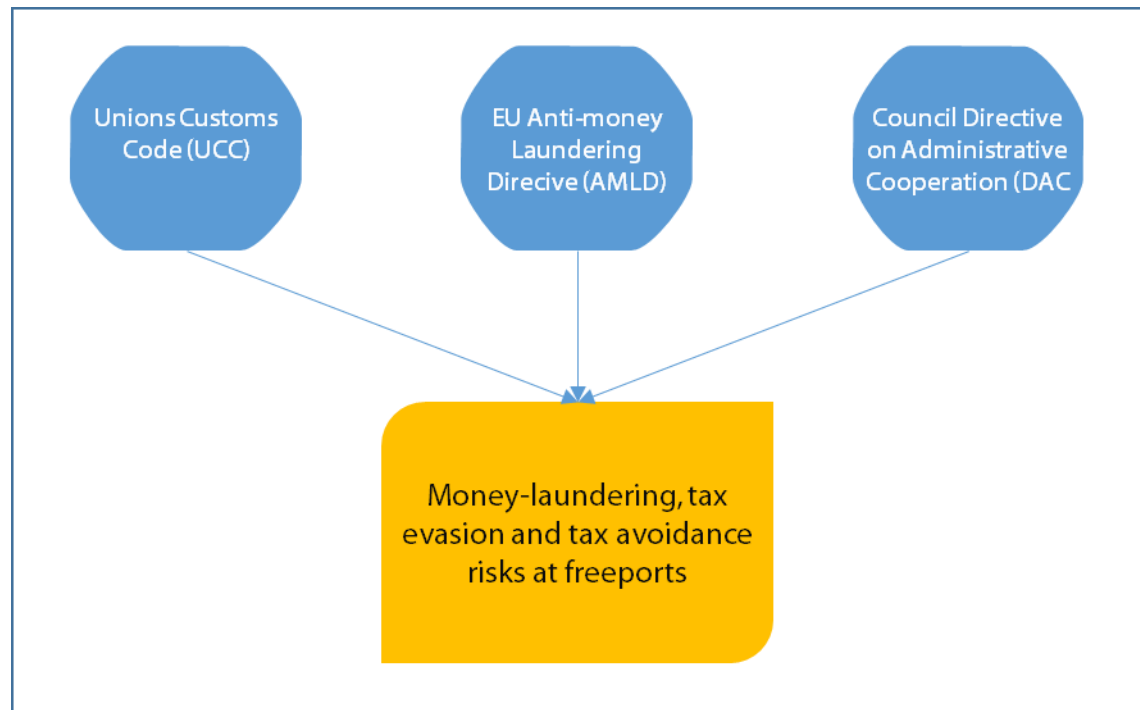 Unions Customs
Code (UCC)
EU Anti-money
Laundering
Direcive (AMLD)
Council Directive
on Administrative
Cooperation (DAC
Money-laundering, tax
evasion and tax avoidance
risks at freeports